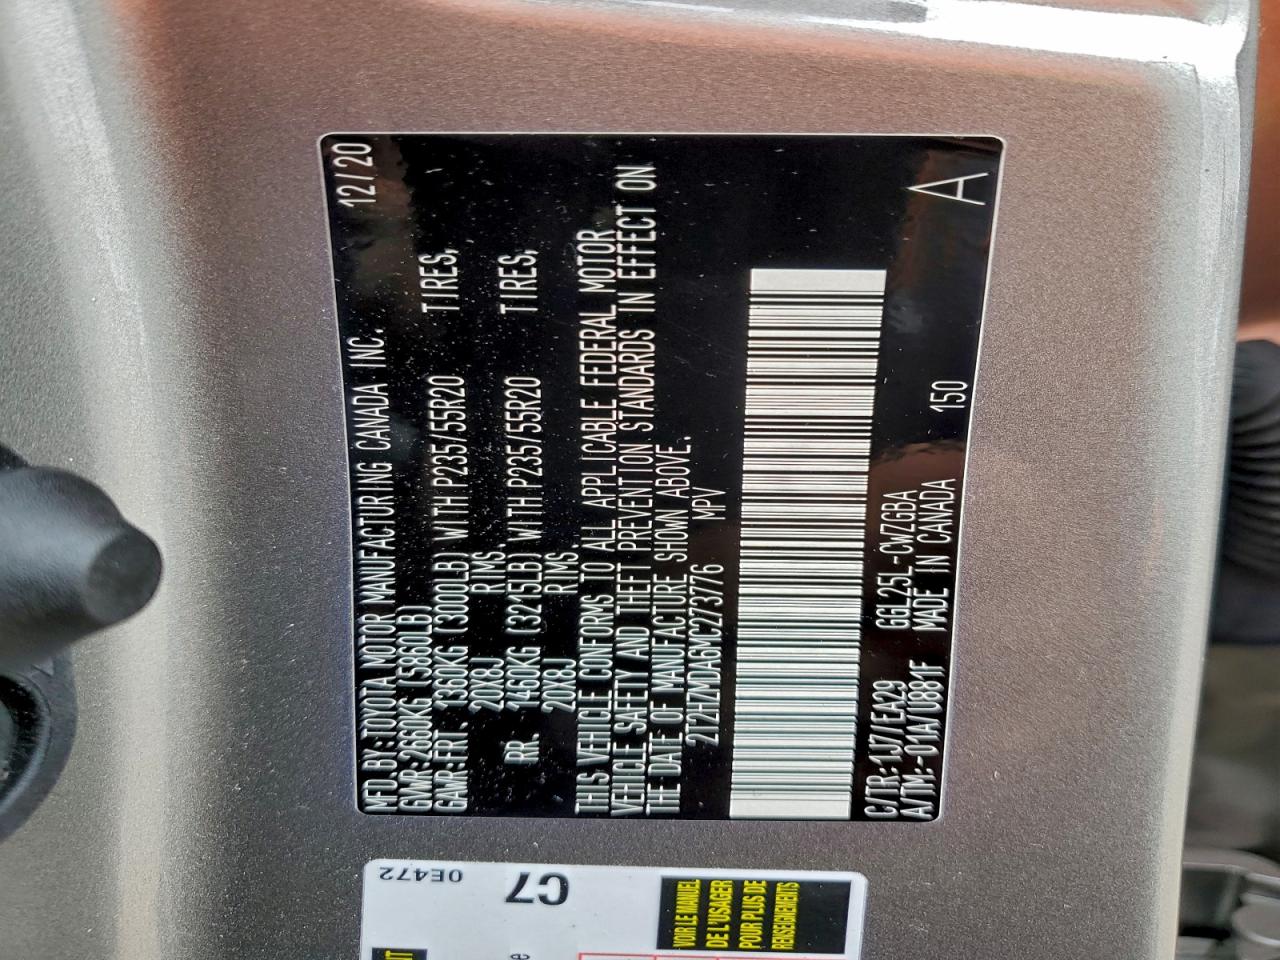 MFD.BY:TOYOTA MOTOR MANUFACTURING CANADA INC. 12/20
GVWR:2660KG (5860LB)
GAWR:FRT. 1360KG (3000LB) WITH P235/55R20 TIRES,
20X8J RIMS.
RR. 1460KG (3215LB) WITH P235/55R20 TIRES,
20X8J RIMS.
THIS VEHICLE CONFORMS TO ALL APPLICABLE FEDERAL MOTOR
VEHICLE SAFETY AND THEFT PREVENTION STANDARDS IN EFFECT ON
THE DATE OF MANUFACTURE SHOWN ABOVE.
2T2HZMDA6MC273776 MPV
C/TR:1J7/EA29 GGL25L-CWZGBA
A/TM:-01A/U881F MADE IN CANADA 150 A
0E472
C7
VOIR LE MANUEL
DE L'USAGER
POUR PLUS DE
RENSEIGNEMENTS